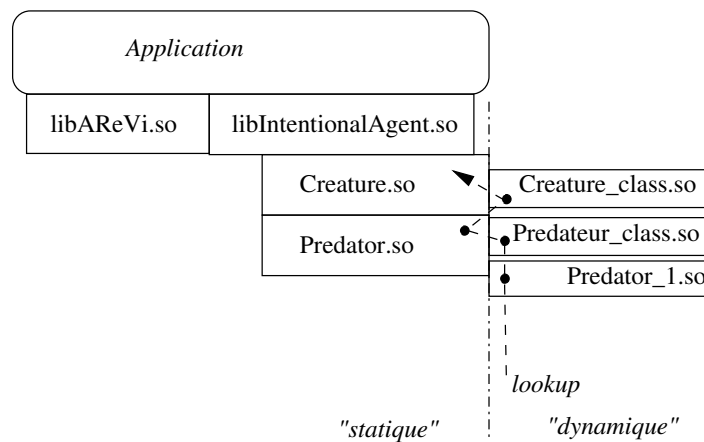 Application
libAReVi.so libIntentionalAgent.so
Creature.so Creature_class.so
Predator.so Predateur_class.so
Predator_1.so
lookup
"statique" "dynamique"